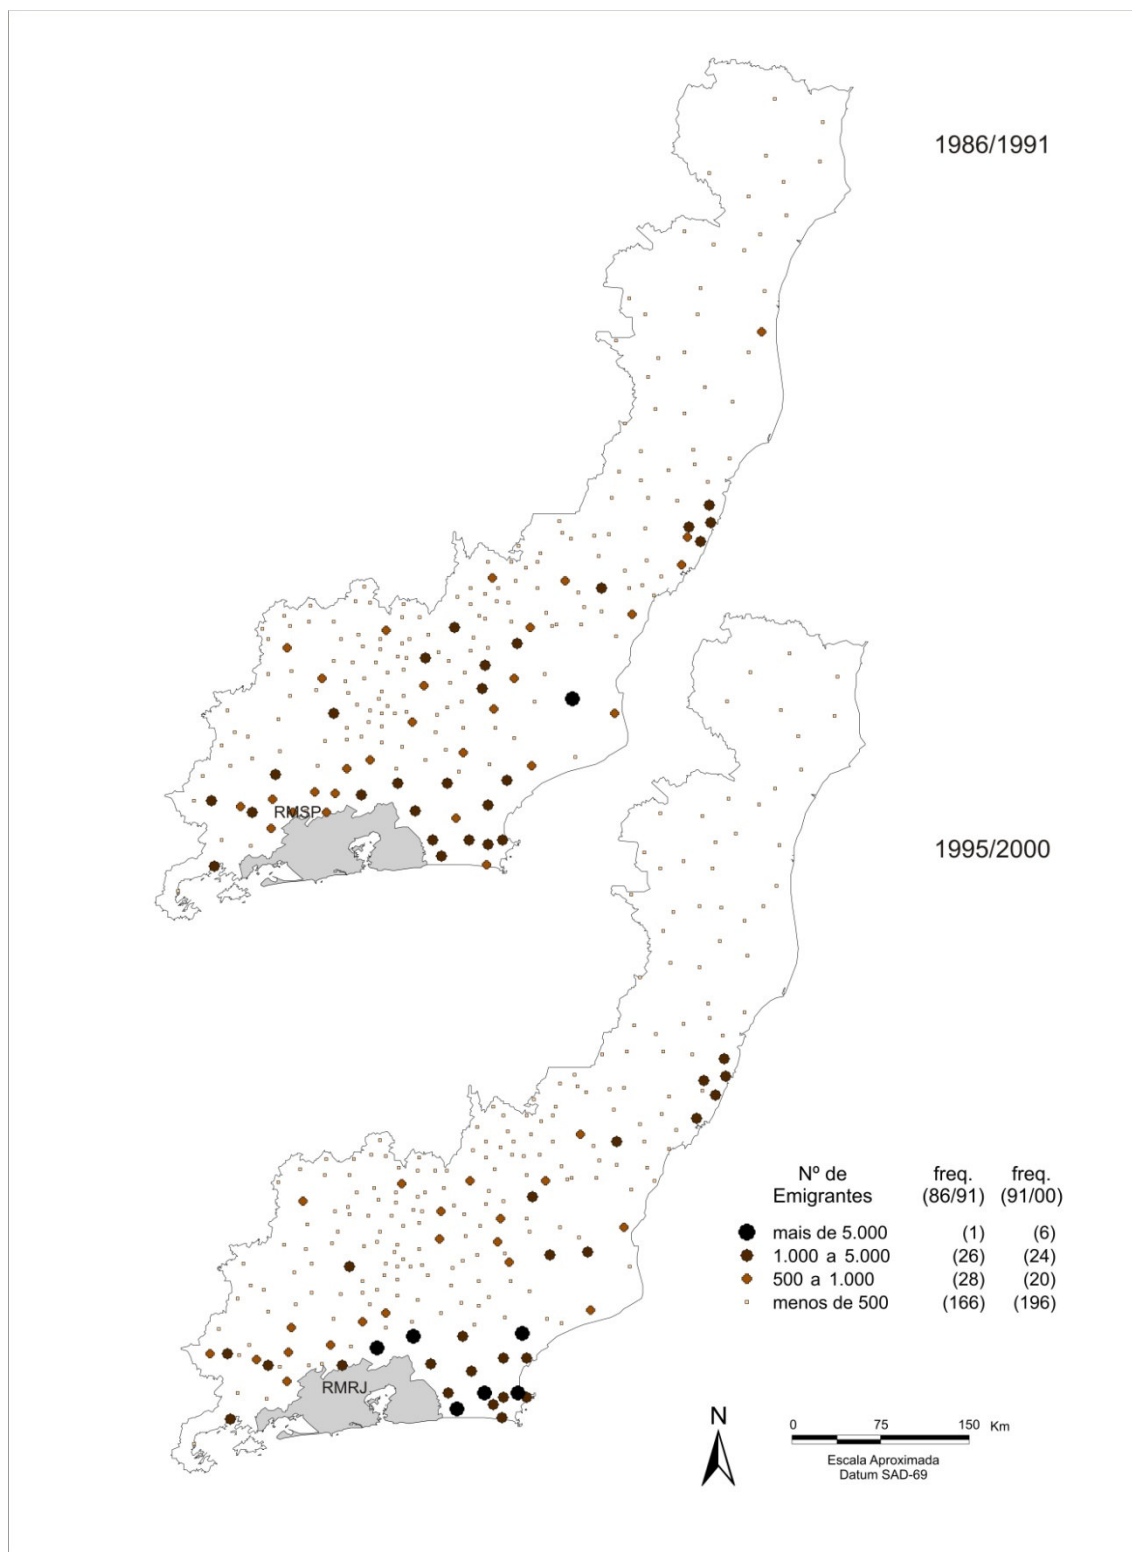 1986/1991
RMSP
1995/2000
Nº de freq. freq.
Emigrantes (86/91) (91/00)
mais de 5.000 (1) (6)
1.000 a 5.000 (26) (24)
500 a 1.000 (28) (20)
menos de 500 (166) (196)
RMRJ
N
0 75 150 Km
Escala Aproximada
Datum SAD-69